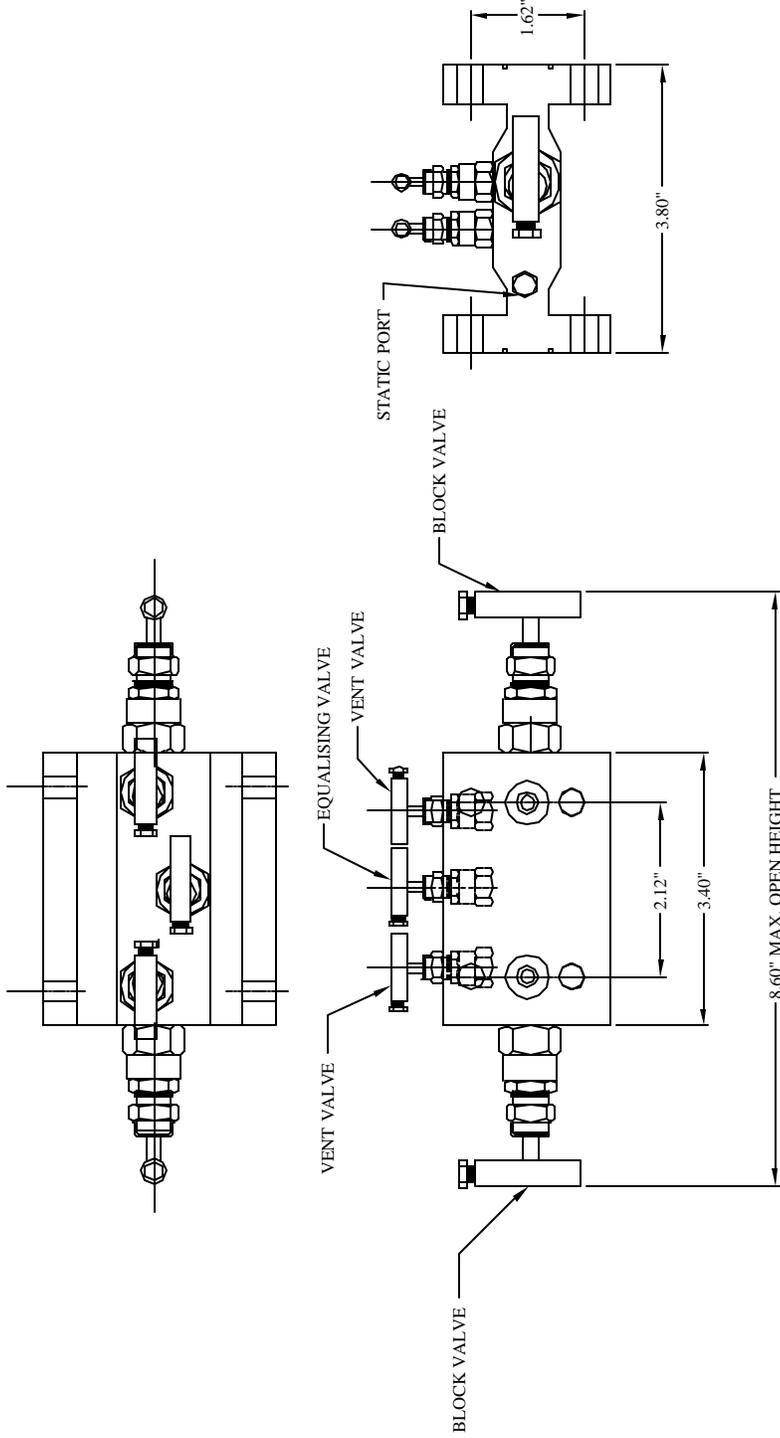 1.62"
3.80"
STATIC PORT
BLOCK VALVE
EQUALISING VALVE
VENT VALVE
VENT VALVE
BLOCK VALVE
2.12"
3.40"
8.60" MAX. OPEN HEIGHT